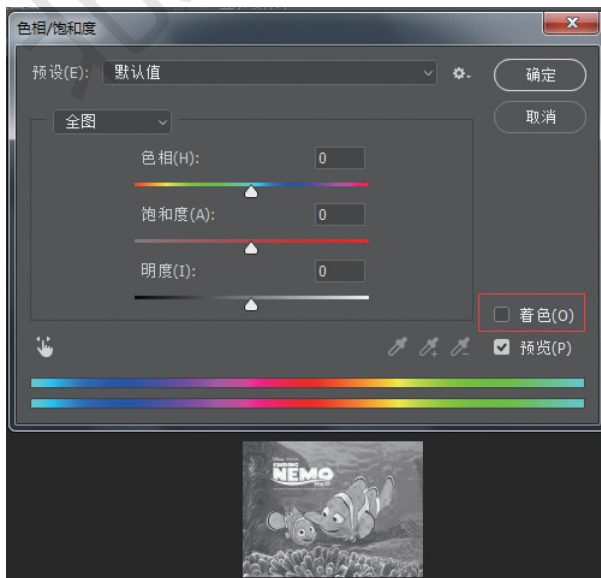 色相/饱和度
预设(E): 默认值
确定
全图
取消
色相(H): 0
饱和度(A): 0
明度(I): 0
着色(O)
预览(P)
FINDING
NEMO